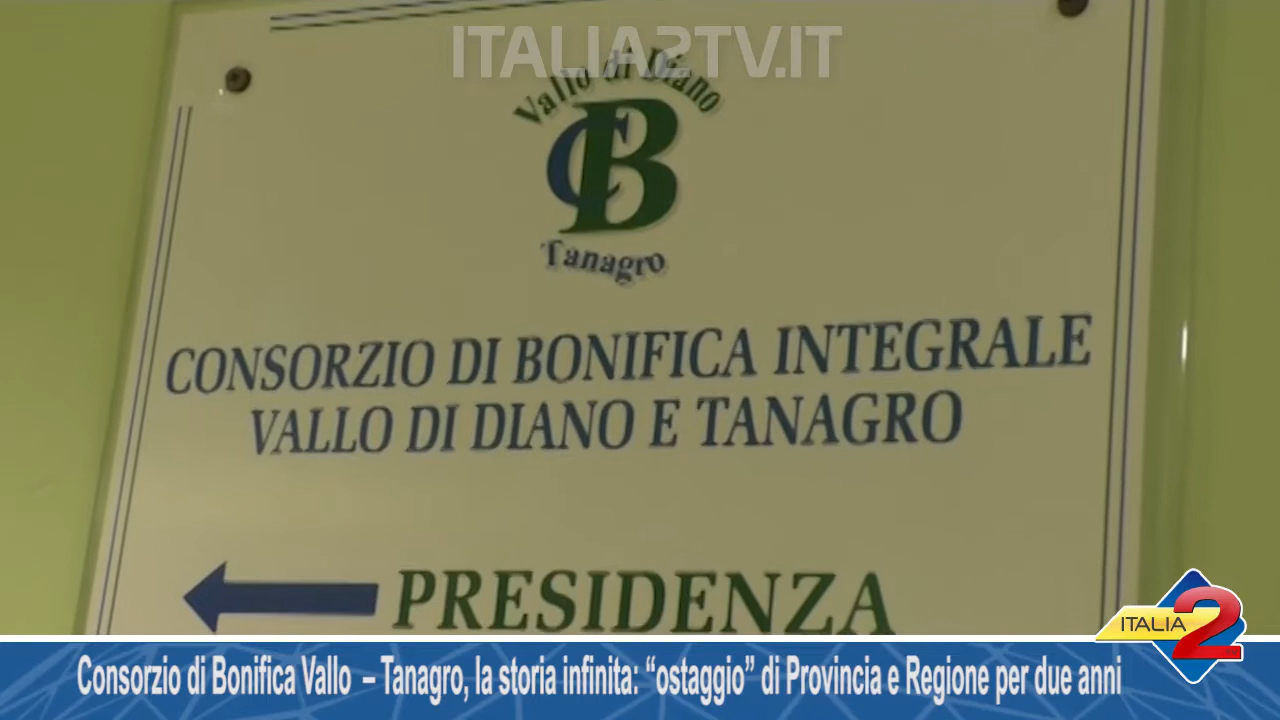 ITALIA2TV.IT
Vallo di Diano
CB
Tanagro
CONSORZIO DI BONIFICA INTEGRALE
VALLO DI DIANO E TANAGRO
PRESIDENZA
ITALIA 2
Consorzio di Bonifica Vallo – Tanagro, la storia infinita: “ostaggio” di Provincia e Regione per due anni